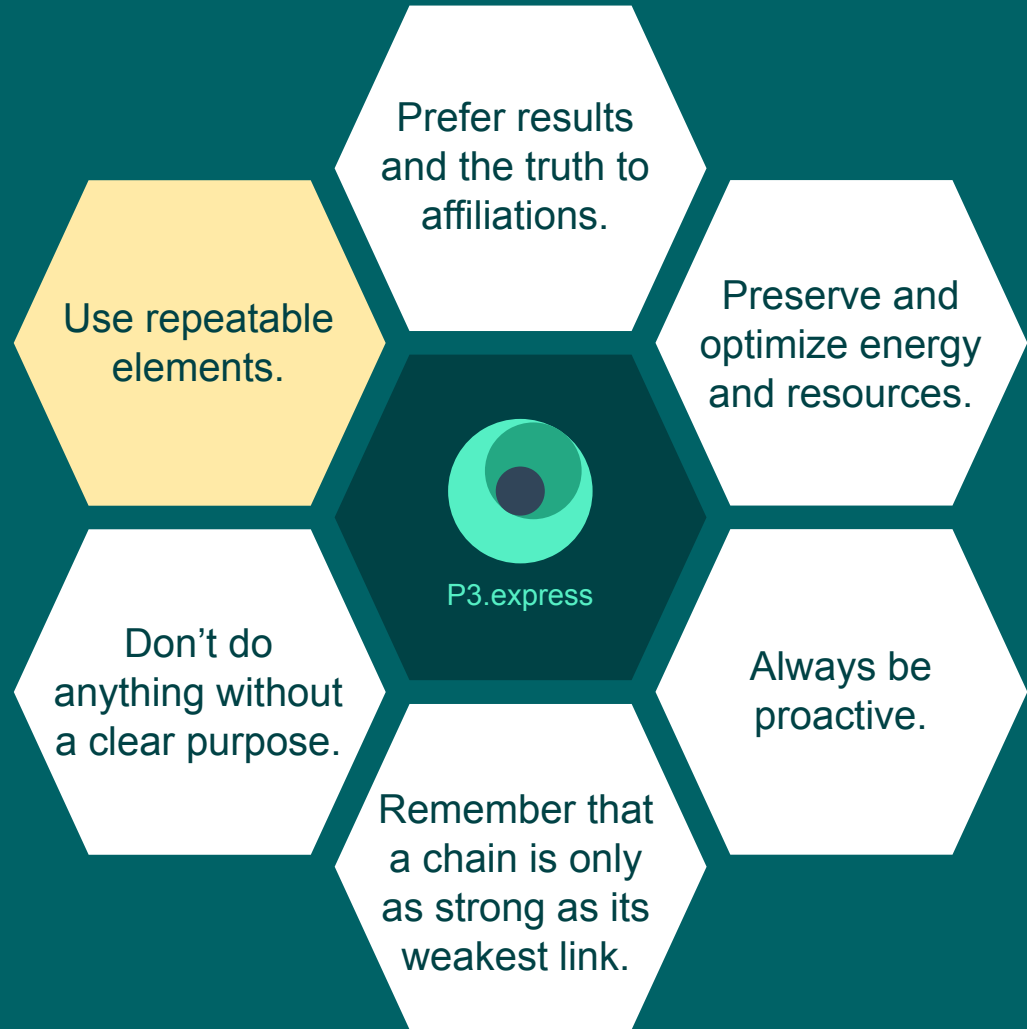 Prefer results
and the truth to
affiliations.
Preserve and
optimize energy
and resources.
Always be
proactive.
Remember that
a chain is only
as strong as its
weakest link.
Don’t do
anything without
a clear purpose.
Use repeatable
elements.
P3.express